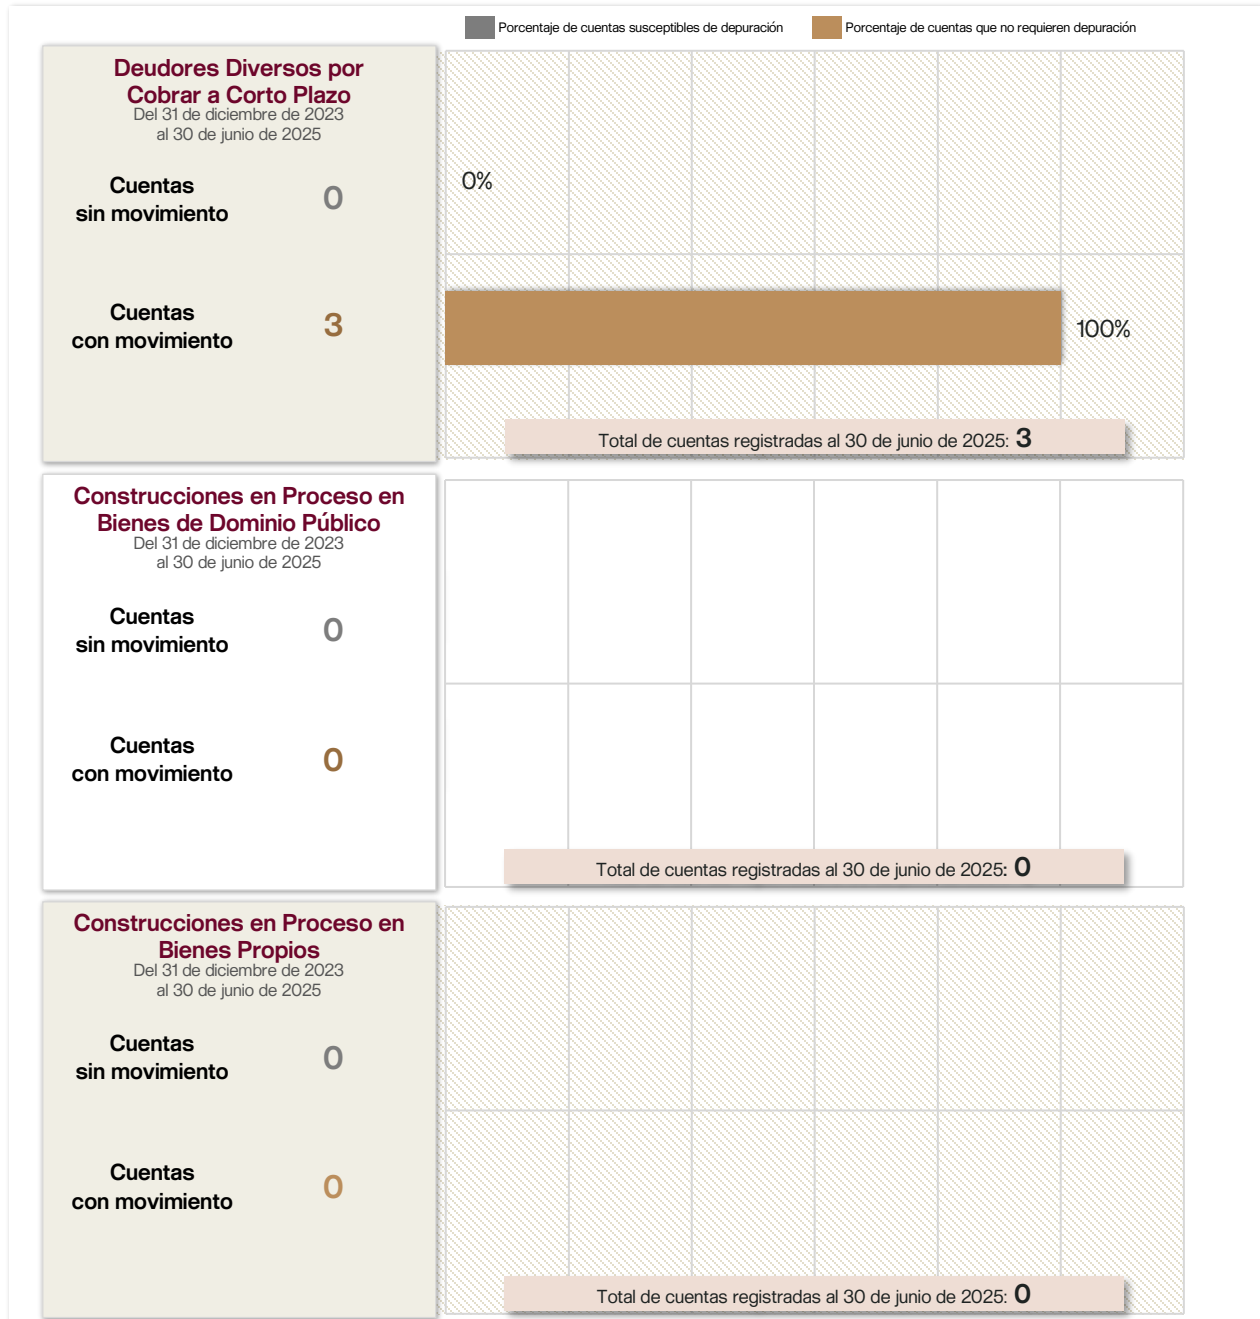 Porcentaje de cuentas susceptibles de depuración
Porcentaje de cuentas que no requieren depuración
Deudores Diversos por
Cobrar a Corto Plazo
Del 31 de diciembre de 2023
al 30 de junio de 2025
Cuentas
sin movimiento
0
0%
Cuentas
con movimiento
3
100%
Total de cuentas registradas al 30 de junio de 2025: 3
Construcciones en Proceso en
Bienes de Dominio Público
Del 31 de diciembre de 2023
al 30 de junio de 2025
Cuentas
sin movimiento
0
Cuentas
con movimiento
0
Total de cuentas registradas al 30 de junio de 2025: 0
Construcciones en Proceso en
Bienes Propios
Del 31 de diciembre de 2023
al 30 de junio de 2025
Cuentas
sin movimiento
0
Cuentas
con movimiento
0
Total de cuentas registradas al 30 de junio de 2025: 0